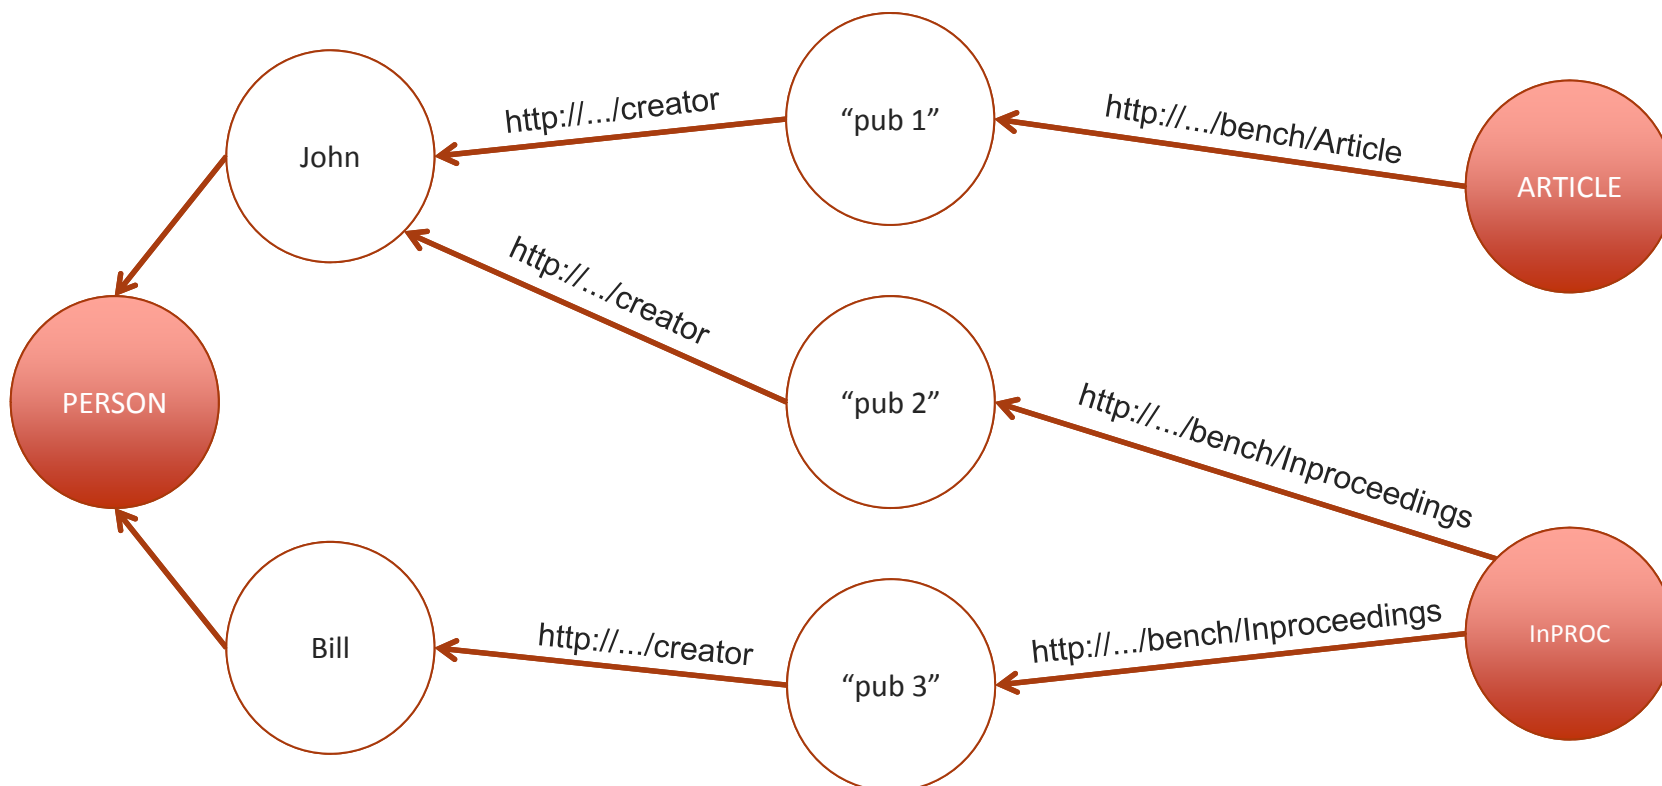 John
http://.../creator
“pub 1”
http://.../bench/Article
ARTICLE
http://.../creator
PERSON
“pub 2”
http://.../bench/Inproceedings
Bill
http://.../creator
“pub 3”
http://.../bench/Inproceedings
InPROC